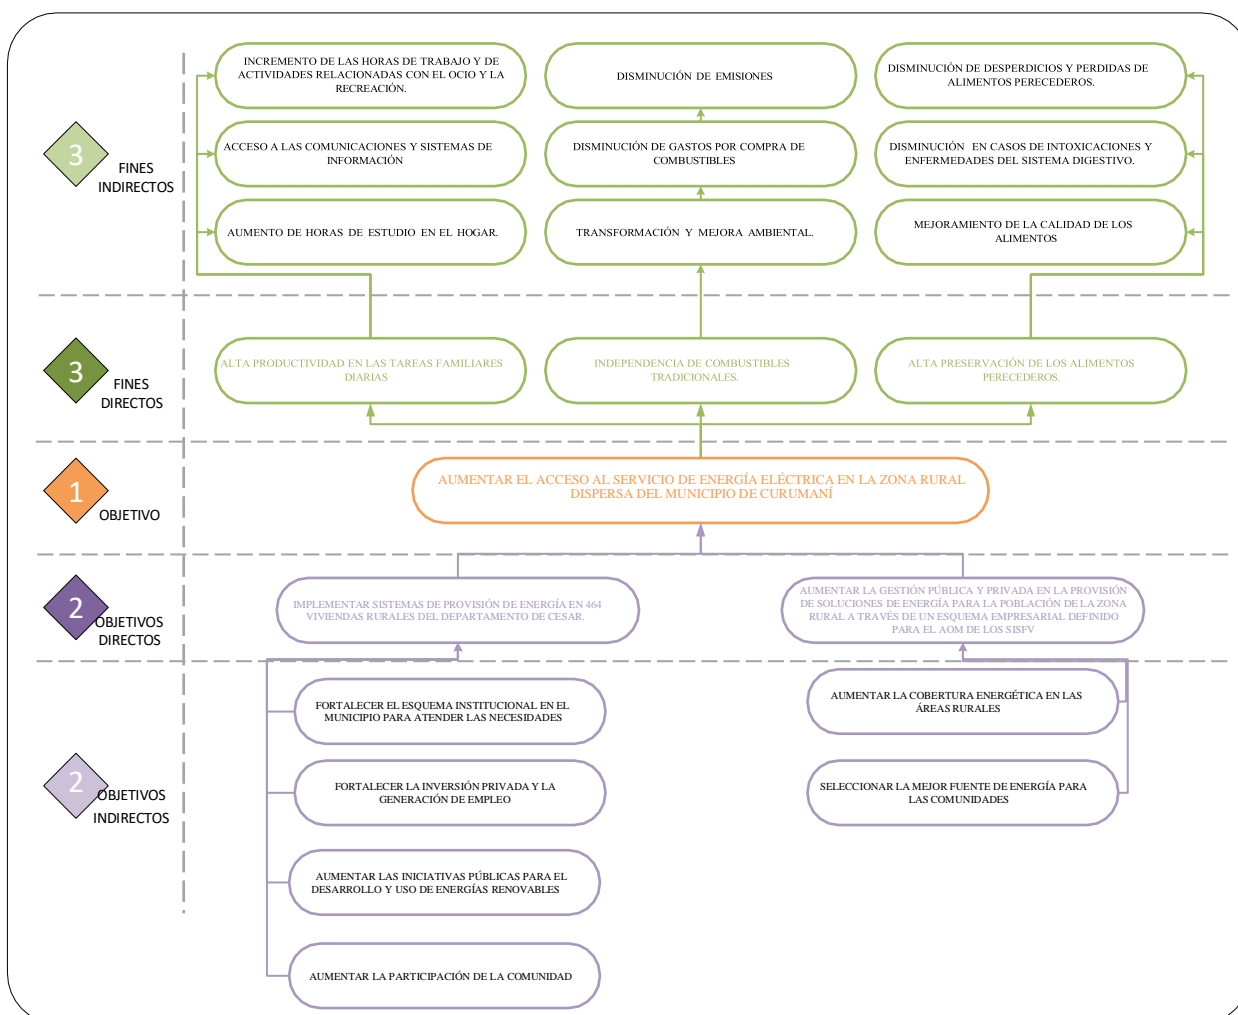 INCREMENTO DE LAS HORAS DE TRABAJO Y DE
ACTIVIDADES RELACIONADAS CON EL OCIO Y LA
RECREACIÓN.
DISMINUCIÓN DE EMISIONES
DISMINUCIÓN DE DESPERDICIOS Y PERDIDAS DE
ALIMENTOS PERECEDEROS.
3
FINES
INDIRECTOS
ACCESO A LAS COMUNICACIONES Y SISTEMAS DE
INFORMACIÓN
DISMINUCIÓN DE GASTOS POR COMPRA DE
COMBUSTIBLES
DISMINUCIÓN EN CASOS DE INTOXICACIONES Y
ENFERMEDADES DEL SISTEMA DIGESTIVO.
AUMENTO DE HORAS DE ESTUDIO EN EL HOGAR.
TRANSFORMACIÓN Y MEJORA AMBIENTAL.
MEJORAMIENTO DE LA CALIDAD DE LOS
ALIMENTOS
3
FINES
DIRECTOS
ALTA PRODUCTIVIDAD EN LAS TAREAS FAMILIARES
DIARIAS
INDEPENDENCIA DE COMBUSTIBLES
TRADICIONALES.
ALTA PRESERVACIÓN DE LOS ALIMENTOS
PERECEDEROS.
1
OBJETIVO
AUMENTAR EL ACCESO AL SERVICIO DE ENERGÍA ELÉCTRICA EN LA ZONA RURAL
DISPERSA DEL MUNICIPIO DE CURUMANÍ
2
OBJETIVOS
DIRECTOS
IMPLEMENTAR SISTEMAS DE PROVISIÓN DE ENERGÍA EN 464
VIVIENDAS RURALES DEL DEPARTAMENTO DE CESAR.
AUMENTAR LA GESTIÓN PÚBLICA Y PRIVADA EN LA PROVISIÓN
DE SOLUCIONES DE ENERGÍA PARA LA POBLACIÓN DE LA ZONA
RURAL A TRAVÉS DE UN ESQUEMA EMPRESARIAL DEFINIDO
PARA EL AOM DE LOS SISFV
2
OBJETIVOS
INDIRECTOS
FORTALECER EL ESQUEMA INSTITUCIONAL EN EL
MUNICIPIO PARA ATENDER LAS NECESIDADES
AUMENTAR LA COBERTURA ENERGÉTICA EN LAS
ÁREAS RURALES
FORTALECER LA INVERSIÓN PRIVADA Y LA
GENERACIÓN DE EMPLEO
SELECCIONAR LA MEJOR FUENTE DE ENERGÍA PARA
LAS COMUNIDADES
AUMENTAR LAS INICIATIVAS PÚBLICAS PARA EL
DESARROLLO Y USO DE ENERGÍAS RENOVABLES
AUMENTAR LA PARTICIPACIÓN DE LA COMUNIDAD